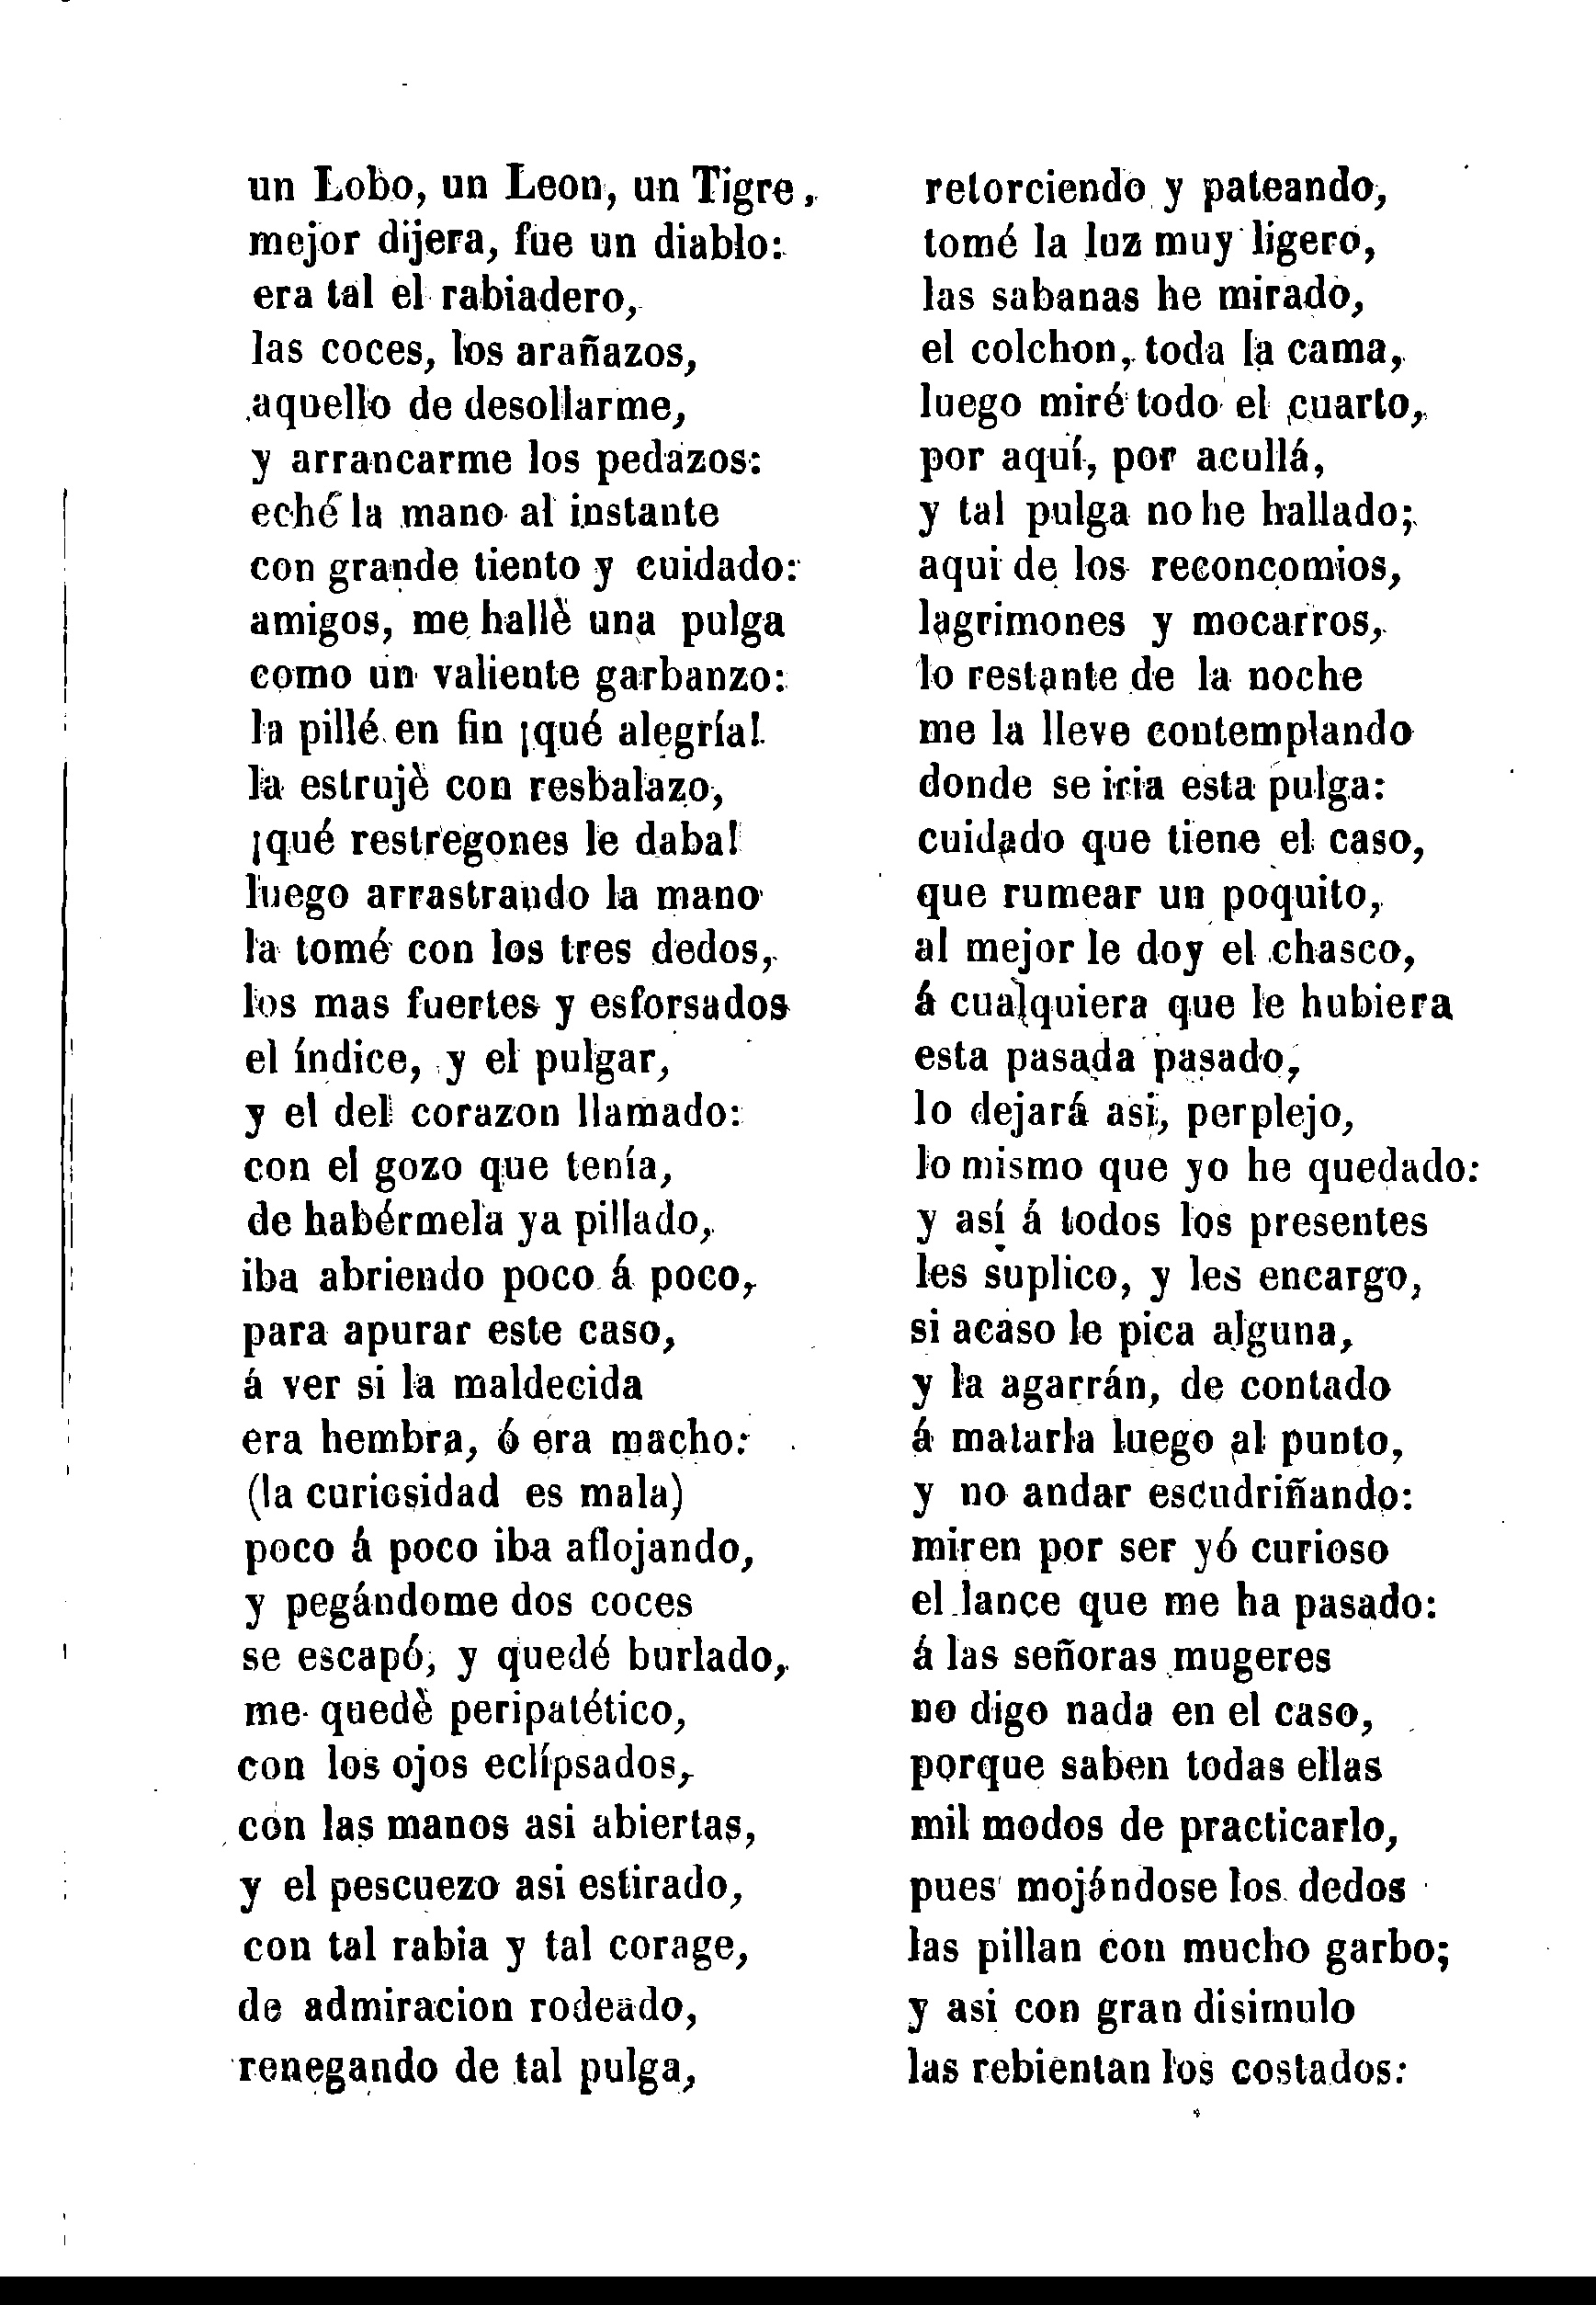 un Lobo, un Leon, un Tigre,
mejor dijera, fue un diablo:
era tal el rabiadero,
las coces, los arañazos,
aquello de desollarme,
y arrancarme los pedazos:
eché la mano al instante
con grande tiento y cuidado:
amigos, me hallè una pulga
como un valiente garbanzo:
la pillé en fin ¡qué alegría!
la estrujè con resbalazo,
¡qué restregones le daba!
luego arrastrando la mano
la tomé con los tres dedos,
los mas fuertes y esforsados
el índice, y el pulgar,
y el del corazon llamado:
con el gozo que tenía,
de habérmela ya pillado,
iba abriendo poco á poco,
para apurar este caso,
á ver si la maldecida
era hembra, ó era macho:
(la curiosidad es mala)
poco á poco iba aflojando,
y pegándome dos coces
se escapó, y quedé burlado,
me quedè peripatético,
con los ojos eclípsados,
con las manos asi abiertas,
y el pescuezo asi estirado,
con tal rabia y tal corage,
de admiracion rodeado,
renegando de tal pulga,
retorciendo y pateando,
tomé la luz muy ligero,
las sabanas he mirado,
el colchon, toda la cama,
luego miré todo el cuarto,
por aquí, por acullá,
y tal pulga no he hallado;
aqui de los reconcomios,
lagrimones y mocarros,
lo restante de la noche
me la lleve contemplando
donde se iria esta pulga:
cuidado que tiene el caso,
que rumear un poquito,
al mejor le doy el chasco,
á cualquiera que le hubiera
esta pasada pasado,
lo dejará asi, perplejo,
lo mismo que yo he quedado:
y así á todos los presentes
les suplico, y les encargo,
si acaso le pica alguna,
y la agarrán, de contado
á matarla luego al punto,
y no andar escudriñando:
miren por ser yó curioso
el lance que me ha pasado:
á las señoras mugeres
no digo nada en el caso,
porque saben todas ellas
mil modos de practicarlo,
pues mojándose los dedos
las pillan con mucho garbo;
y asi con gran disimulo
las rebientan los costados: